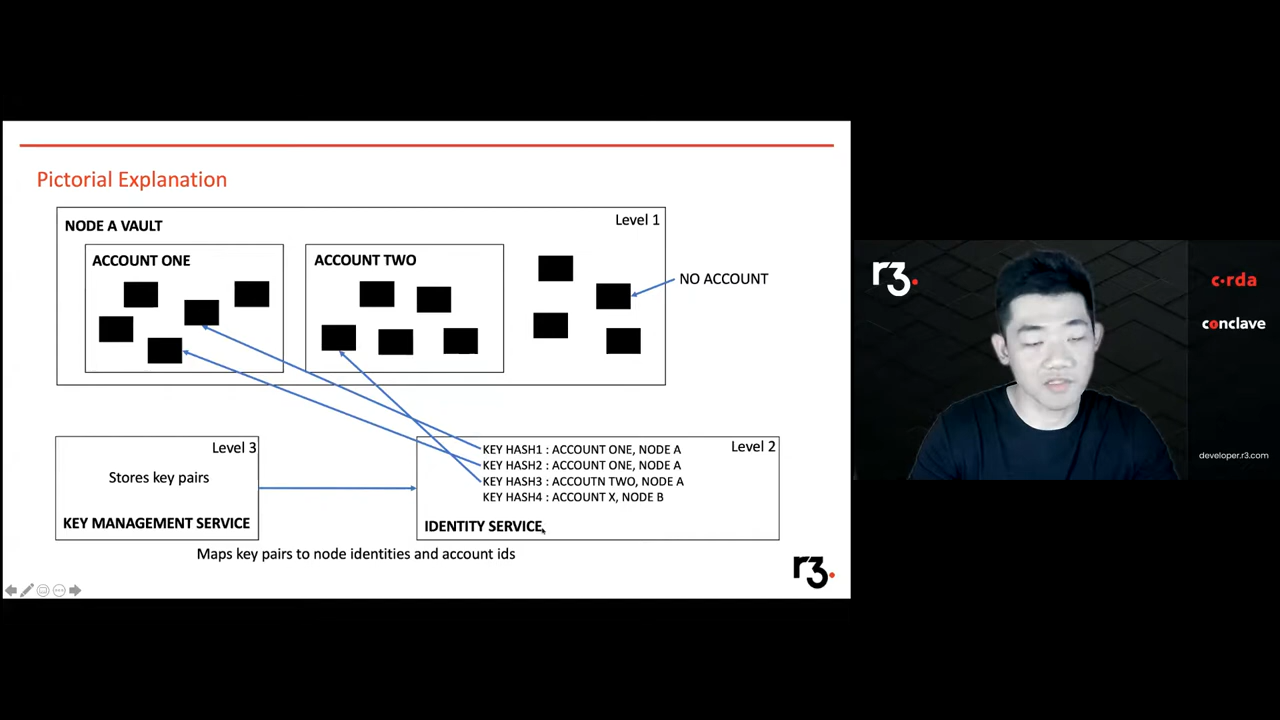 Pictorial Explanation
NODE A VAULT
Level 1
ACCOUNT ONE
ACCOUNT TWO
NO ACCOUNT
Level 3
Stores key pairs
KEY MANAGEMENT SERVICE
Level 2
KEY HASH1 : ACCOUNT ONE, NODE A
KEY HASH2 : ACCOUNT ONE, NODE A
KEY HASH3 : ACCOUTN TWO, NODE A
KEY HASH4 : ACCOUNT X, NODE B
IDENTITY SERVICE
Maps key pairs to node identities and account ids
r3.
r3.
c·rda
conclave
developer.r3.com